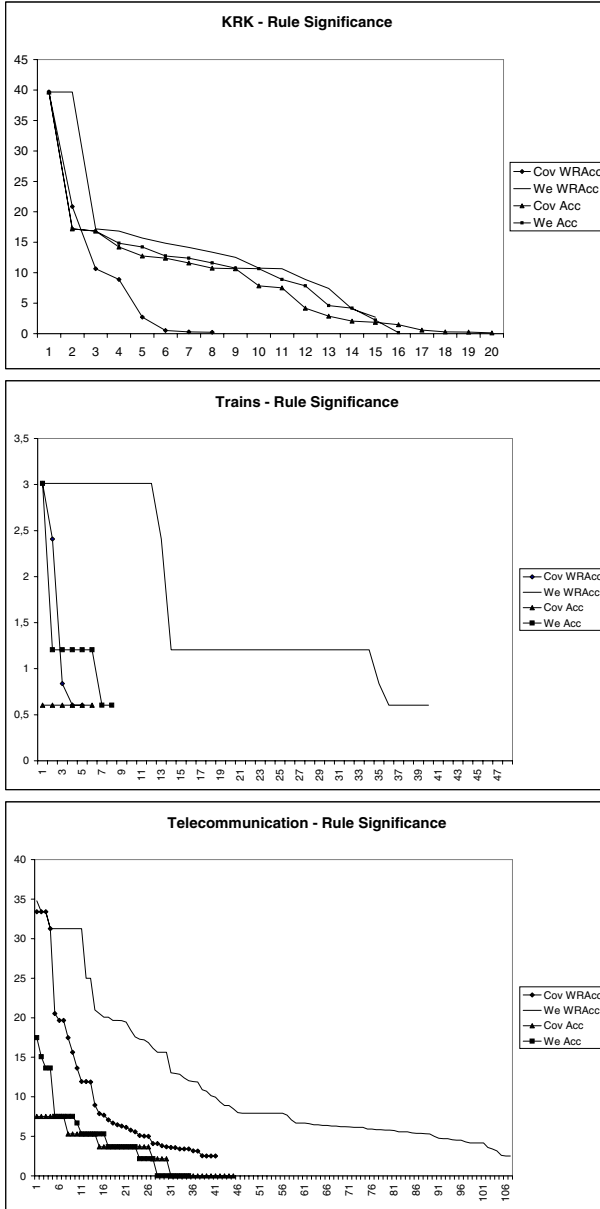 KRK - Rule Significance
45
40
35
30
25
20
15
10
5
0
1 2 3 4 5 6 7 8 9 10 11 12 13 14 15 16 17 18 19 20
Cov WRAcc
We WRAcc
Cov Acc
We Acc
Trains - Rule Significance
3,5
3
2,5
2
1,5
1
0,5
0
1 3 5 7 9 11 13 15 17 19 21 23 25 27 29 31 33 35 37 39 41 43 45 47
Cov WRAcc
We WRAcc
Cov Acc
We Acc
Telecommunication - Rule Significance
40
35
30
25
20
15
10
5
0
1 6 11 16 21 26 31 36 41 46 51 56 61 66 71 76 81 86 91 96 101 106
Cov WRAcc
We WRAcc
Cov Acc
We Acc